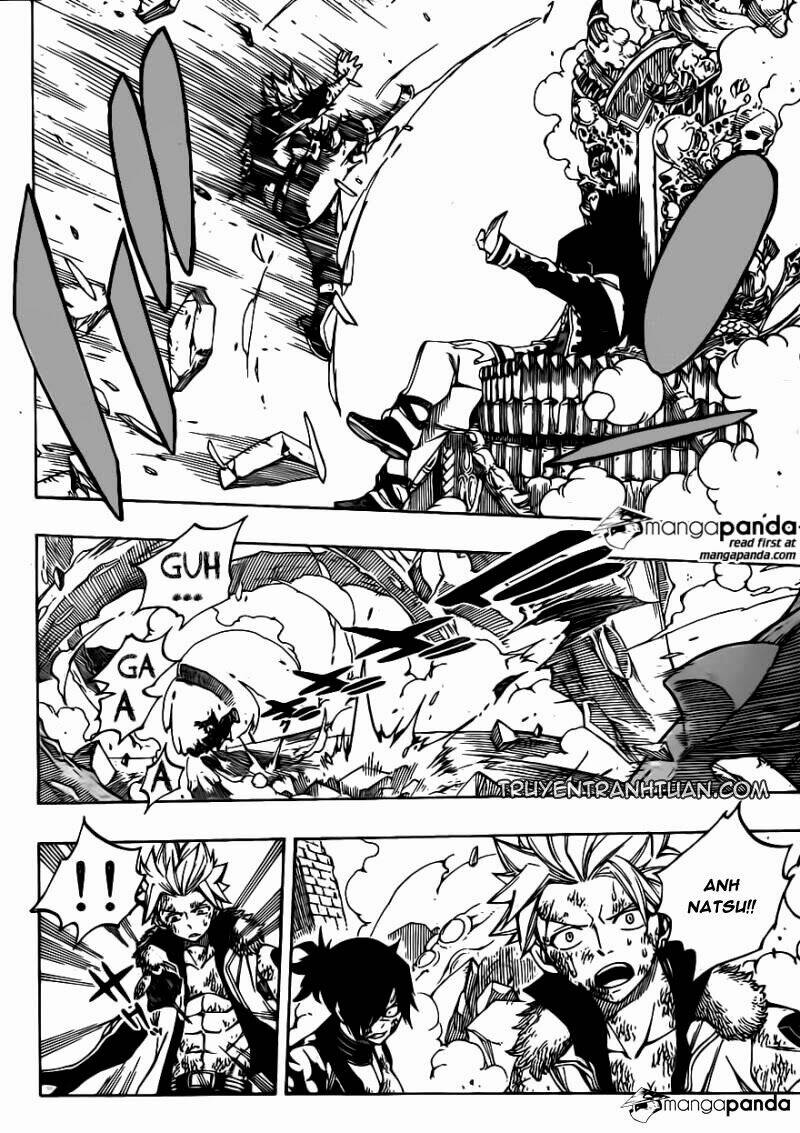 mangapanda
read first at
mangapanda.com
GUH
...
GA
A
A
TRUYENTRANHTUAN.COM
!!
ANH
NATSU!!
mangapanda